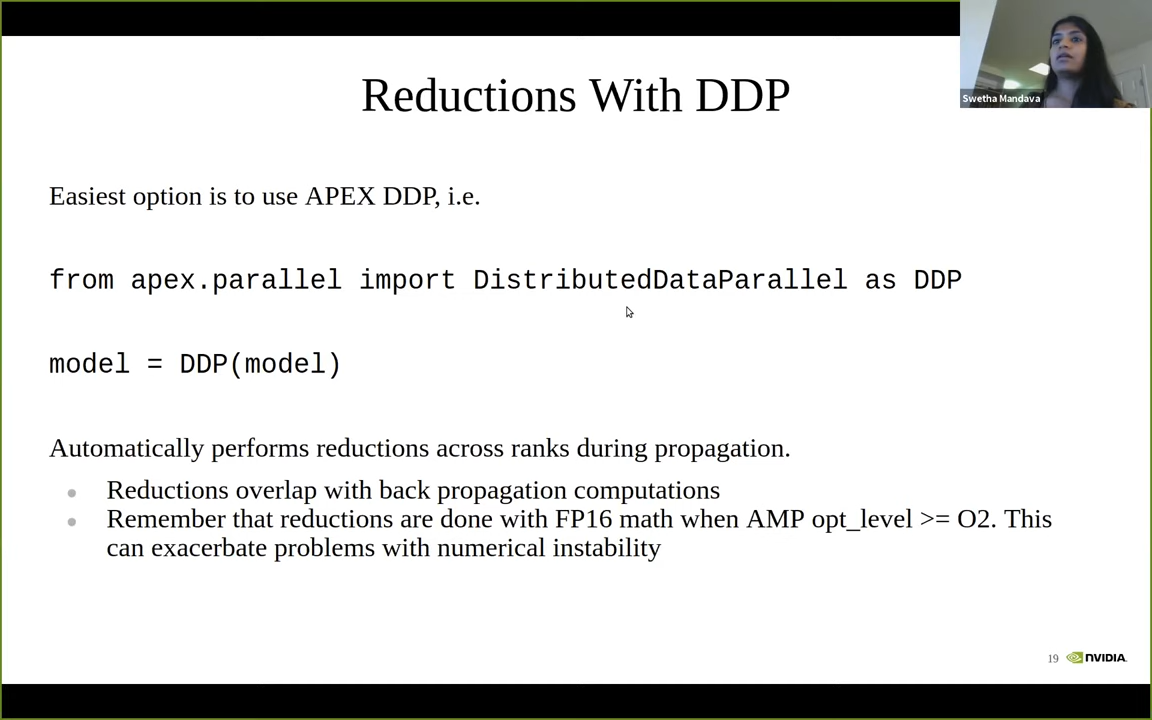 Reductions With DDP
Swetha Mandava
Easiest option is to use APEX DDP, i.e.
from apex.parallel import DistributedDataParallel as DDP
model = DDP(model)
Automatically performs reductions across ranks during propagation.
Reductions overlap with back propagation computations
Remember that reductions are done with FP16 math when AMP opt_level >= O2. This
can exacerbate problems with numerical instability
19 NVIDIA.